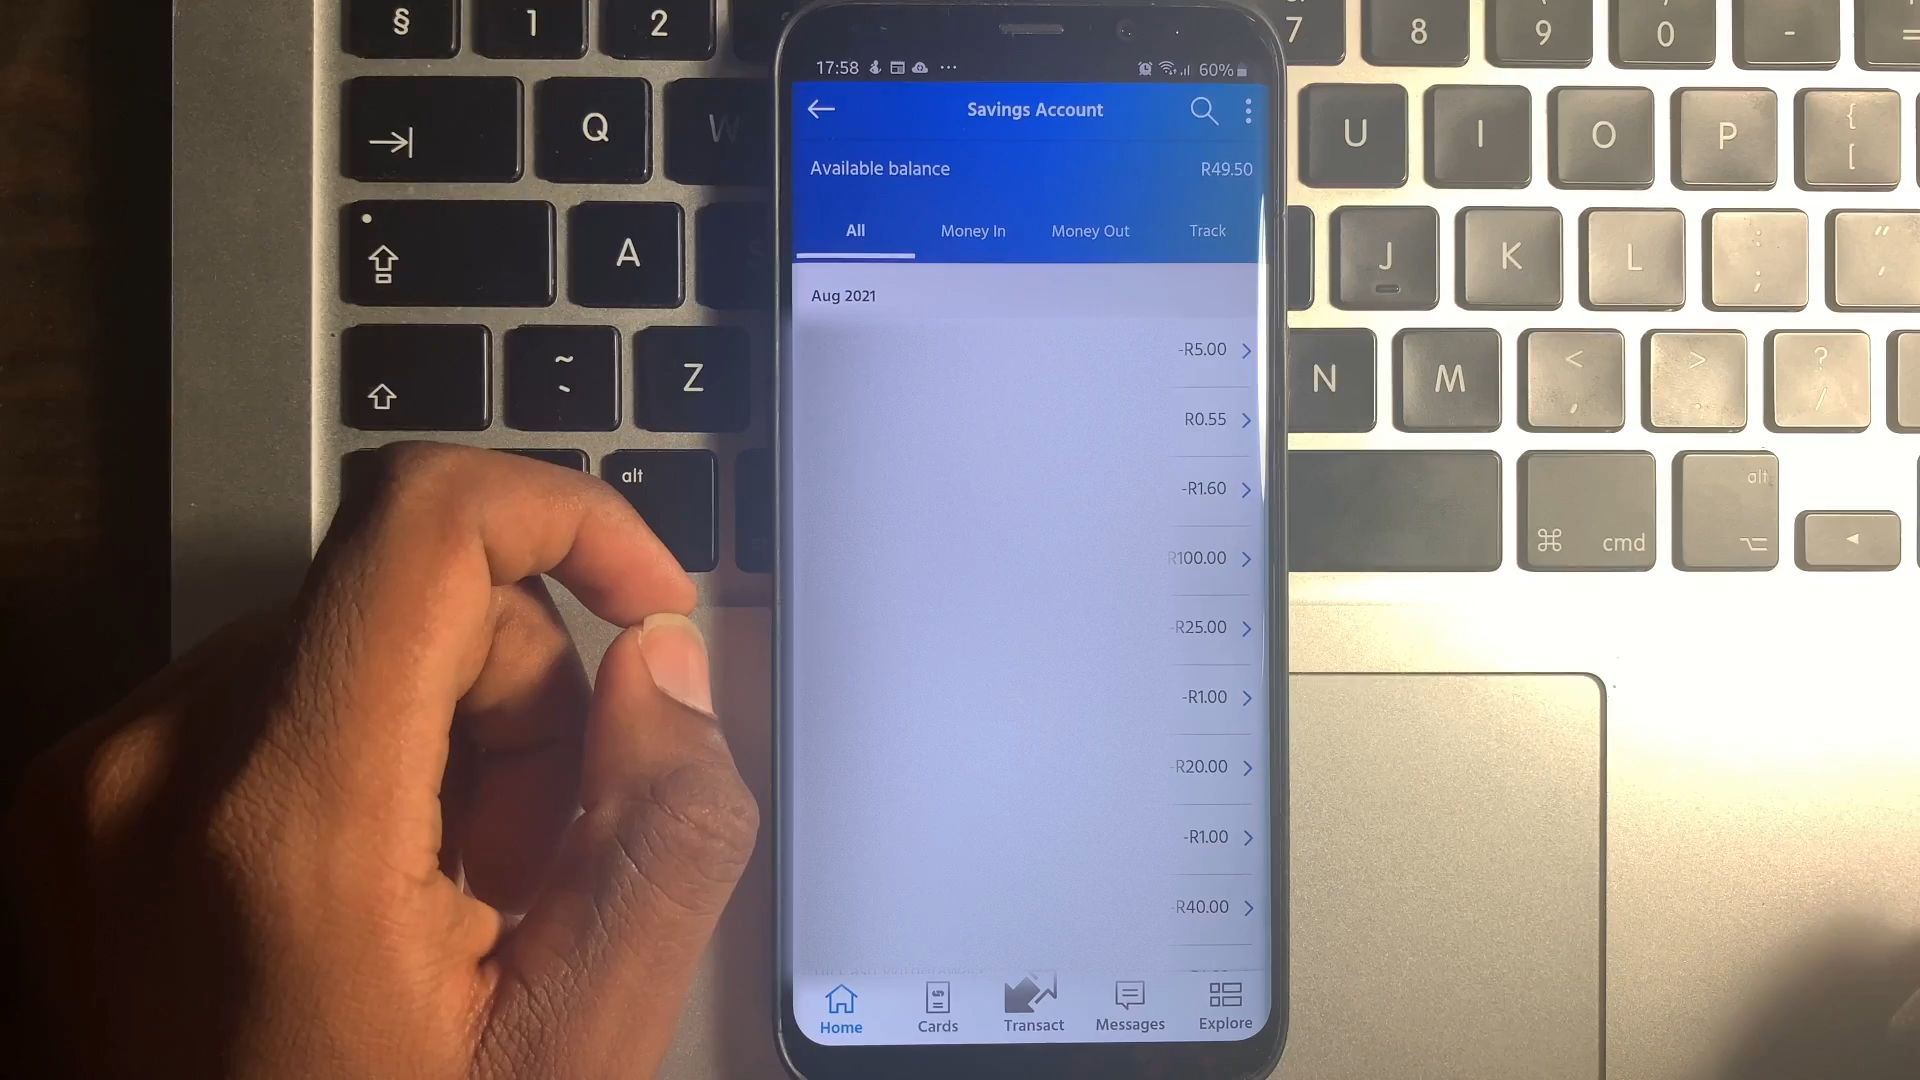 § 1 2 7 8 9 0 - =
17:58 60%
Q W U I O P { [
Savings Account
Available balance R49.50
All Money In Money Out Track
A J K L : ; " '
Aug 2021
-R5.00
~ Z N M < , > . ? /
R0.55
alt
-R1.60
R100.00
⌘ cmd alt
-R25.00
-R1.00
-R20.00
-R1.00
-R40.00
Home Cards Transact Messages Explore